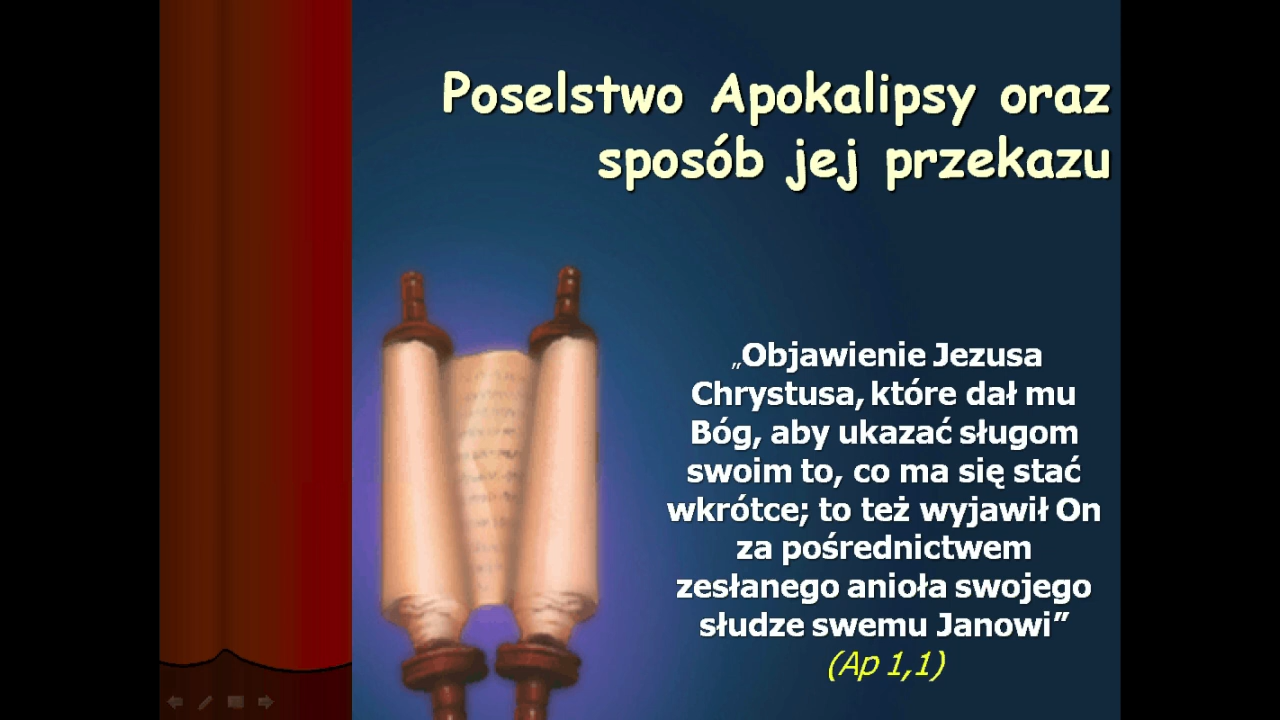 Poselstwo Apokalipsy oraz
sposób jej przekazu
„Objawienie Jezusa
Chrystusa, które dał mu
Bóg, aby ukazać sługom
swoim to, co ma się stać
wkrótce; to też wyjawił On
za pośrednictwem
zesłanego anioła swojego
słudze swemu Janowi”
(Ap 1,1)